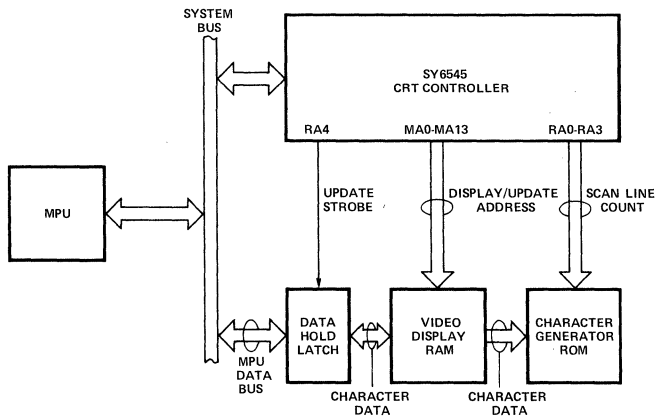 SYSTEM
BUS
SY6545
CRT CONTROLLER
RA4
MA0-MA13
RA0-RA3
MPU
UPDATE
STROBE
DISPLAY/UPDATE
ADDRESS
SCAN LINE
COUNT
DATA
HOLD
LATCH
VIDEO
DISPLAY
RAM
CHARACTER
GENERATOR
ROM
MPU
DATA
BUS
CHARACTER
DATA
CHARACTER
DATA